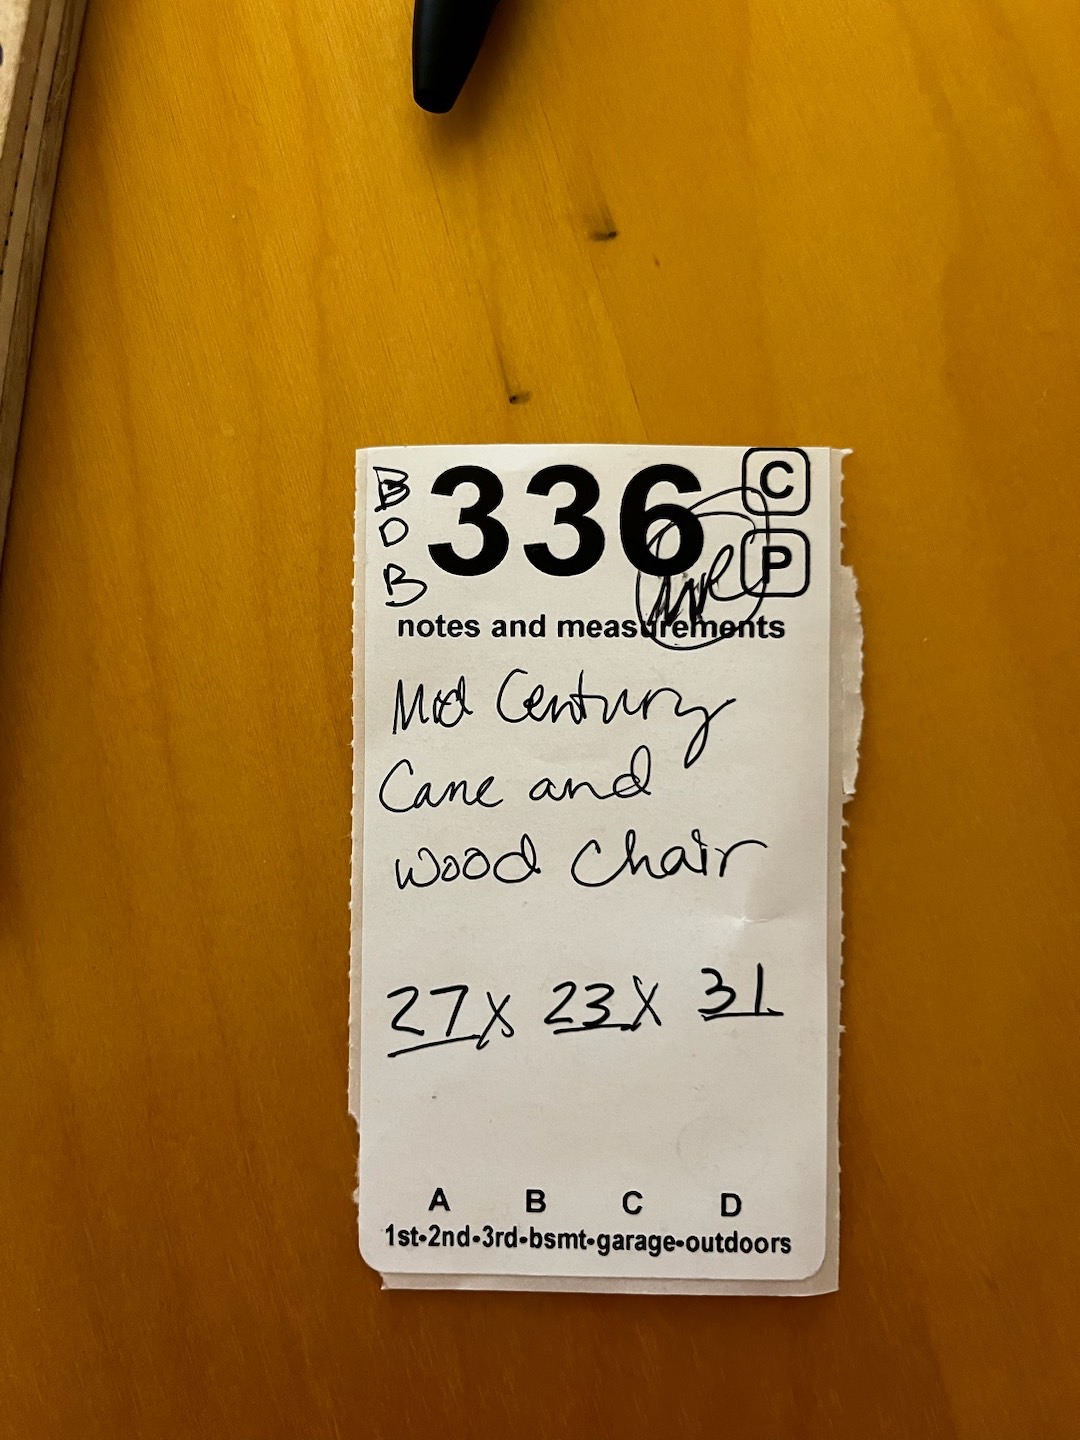 B
D
B
336
C
P
notes and measurements
Mid Century
Cane and
Wood Chair
27 X 23 X 31
A B C D
1st•2nd•3rd•bsmt•garage•outdoors